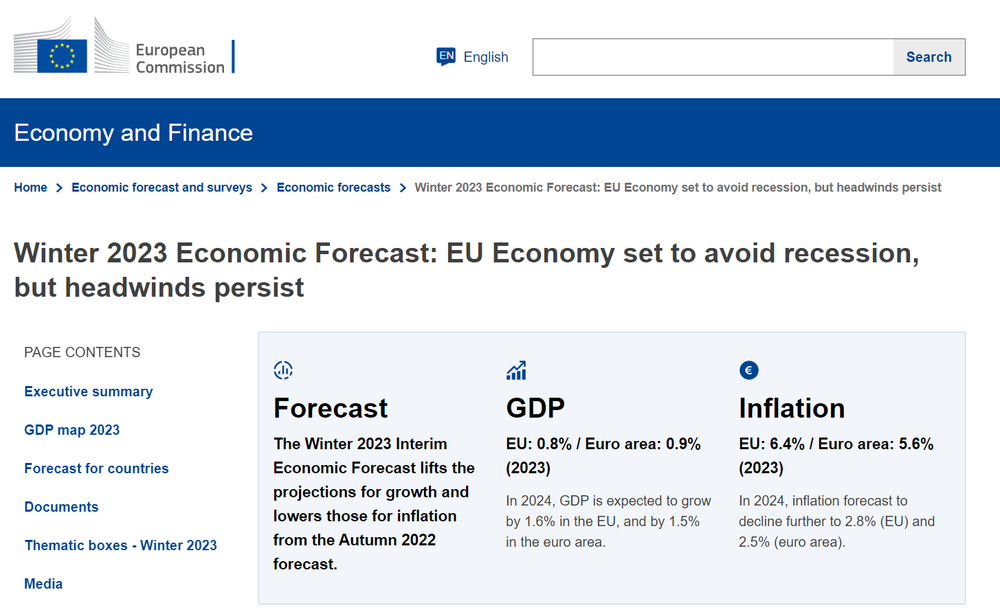 European
Commission
EN English
Search
Economy and Finance
Home > Economic forecast and surveys > Economic forecasts > Winter 2023 Economic Forecast: EU Economy set to avoid recession, but headwinds persist
Winter 2023 Economic Forecast: EU Economy set to avoid recession,
but headwinds persist
PAGE CONTENTS
Executive summary
GDP map 2023
Forecast for countries
Documents
Thematic boxes - Winter 2023
Media
Forecast
The Winter 2023 Interim
Economic Forecast lifts the
projections for growth and
lowers those for inflation
from the Autumn 2022
forecast.
GDP
EU: 0.8% / Euro area: 0.9%
(2023)
In 2024, GDP is expected to grow
by 1.6% in the EU, and by 1.5%
in the euro area.
€
Inflation
EU: 6.4% / Euro area: 5.6%
(2023)
In 2024, inflation forecast to
decline further to 2.8% (EU) and
2.5% (euro area).